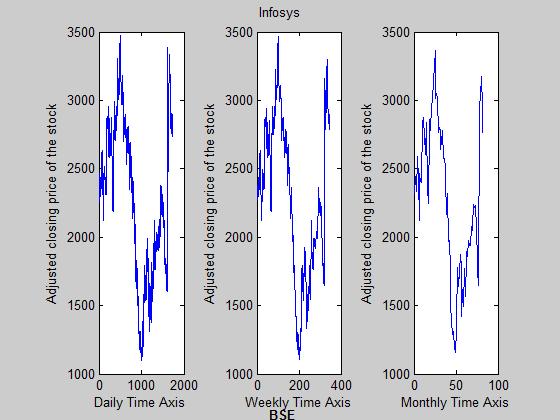 Infosys
Adjusted closing price of the stock
3500
3000
2500
2000
1500
1000
0 1000 2000
Daily Time Axis
Adjusted closing price of the stock
3500
3000
2500
2000
1500
1000
0 200 400
Weekly Time Axis
Adjusted closing price of the stock
3500
3000
2500
2000
1500
1000
0 50 100
Monthly Time Axis
BSE